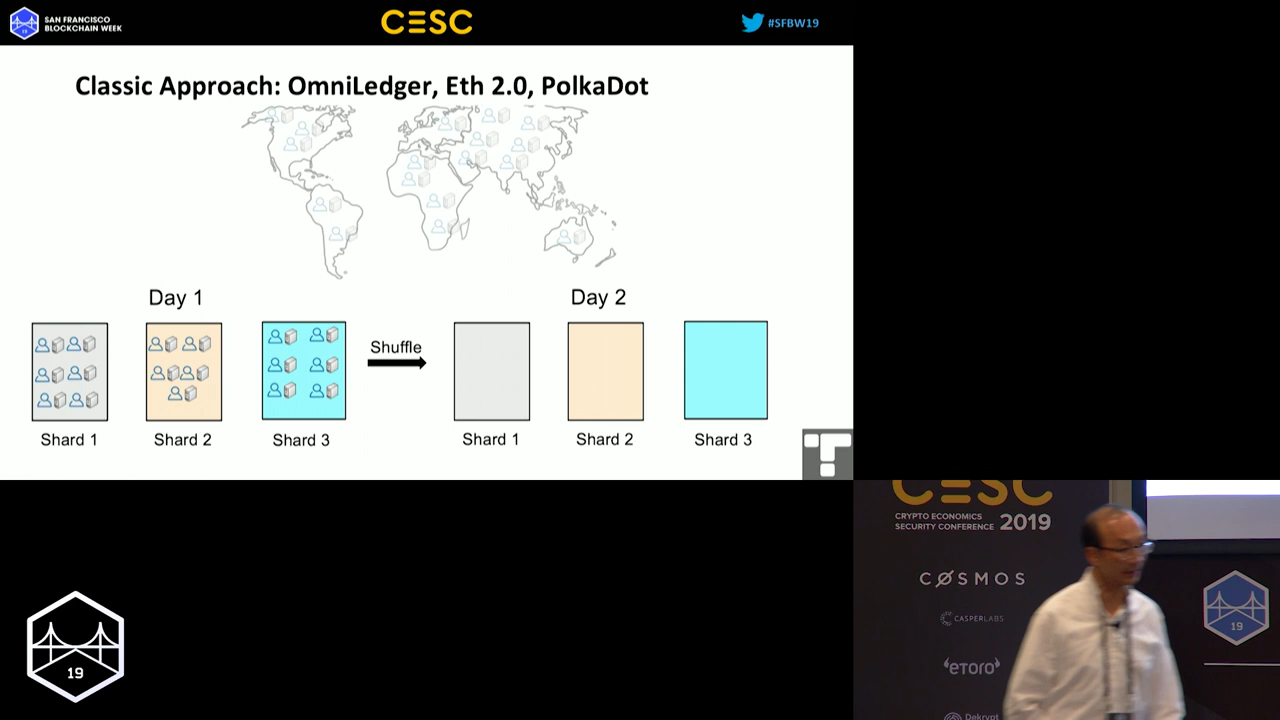 SAN FRANCISCO
BLOCKCHAIN WEEK
19
CESC
#SFBW19
Classic Approach: OmniLedger, Eth 2.0, PolkaDot
Day 1
Day 2
Shuffle
Shard 1
Shard 2
Shard 3
Shard 1
Shard 2
Shard 3
19
CESC
CRYPTO ECONOMICS
SECURITY CONFERENCE 2019
COSMOS
CASPERLABS
eToro
Dekrypt
19